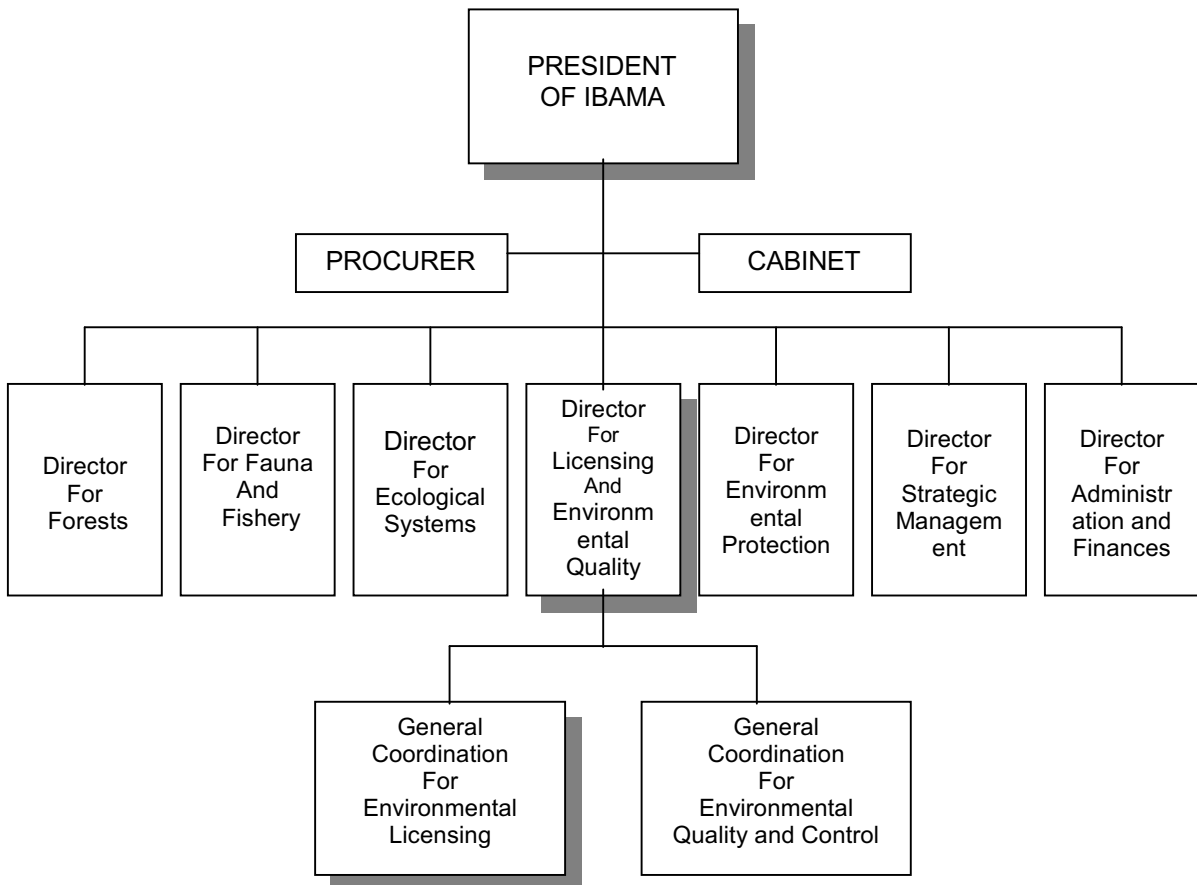 PRESIDENT
OF IBAMA
PROCURER
CABINET
Director
For
Forests
Director
For Fauna
And
Fishery
Director
For
Ecological
Systems
Director
For
Licensing
And
Environm
ental
Quality
Director
For
Environm
ental
Protection
Director
For
Strategic
Managem
ent
Director
For
Administr
ation and
Finances
General
Coordination
For
Environmental
Licensing
General
Coordination
For
Environmental
Quality and Control